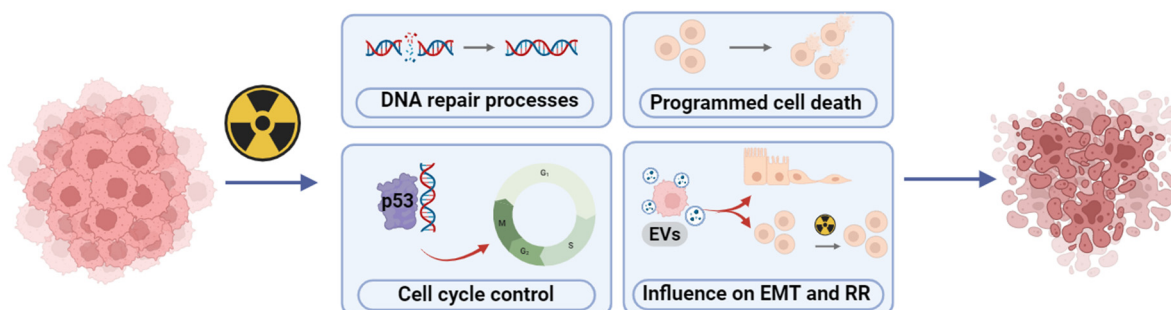 DNA repair processes
Programmed cell death
p53
G₁
M
S
G₂
Cell cycle control
EVs
Influence on EMT and RR